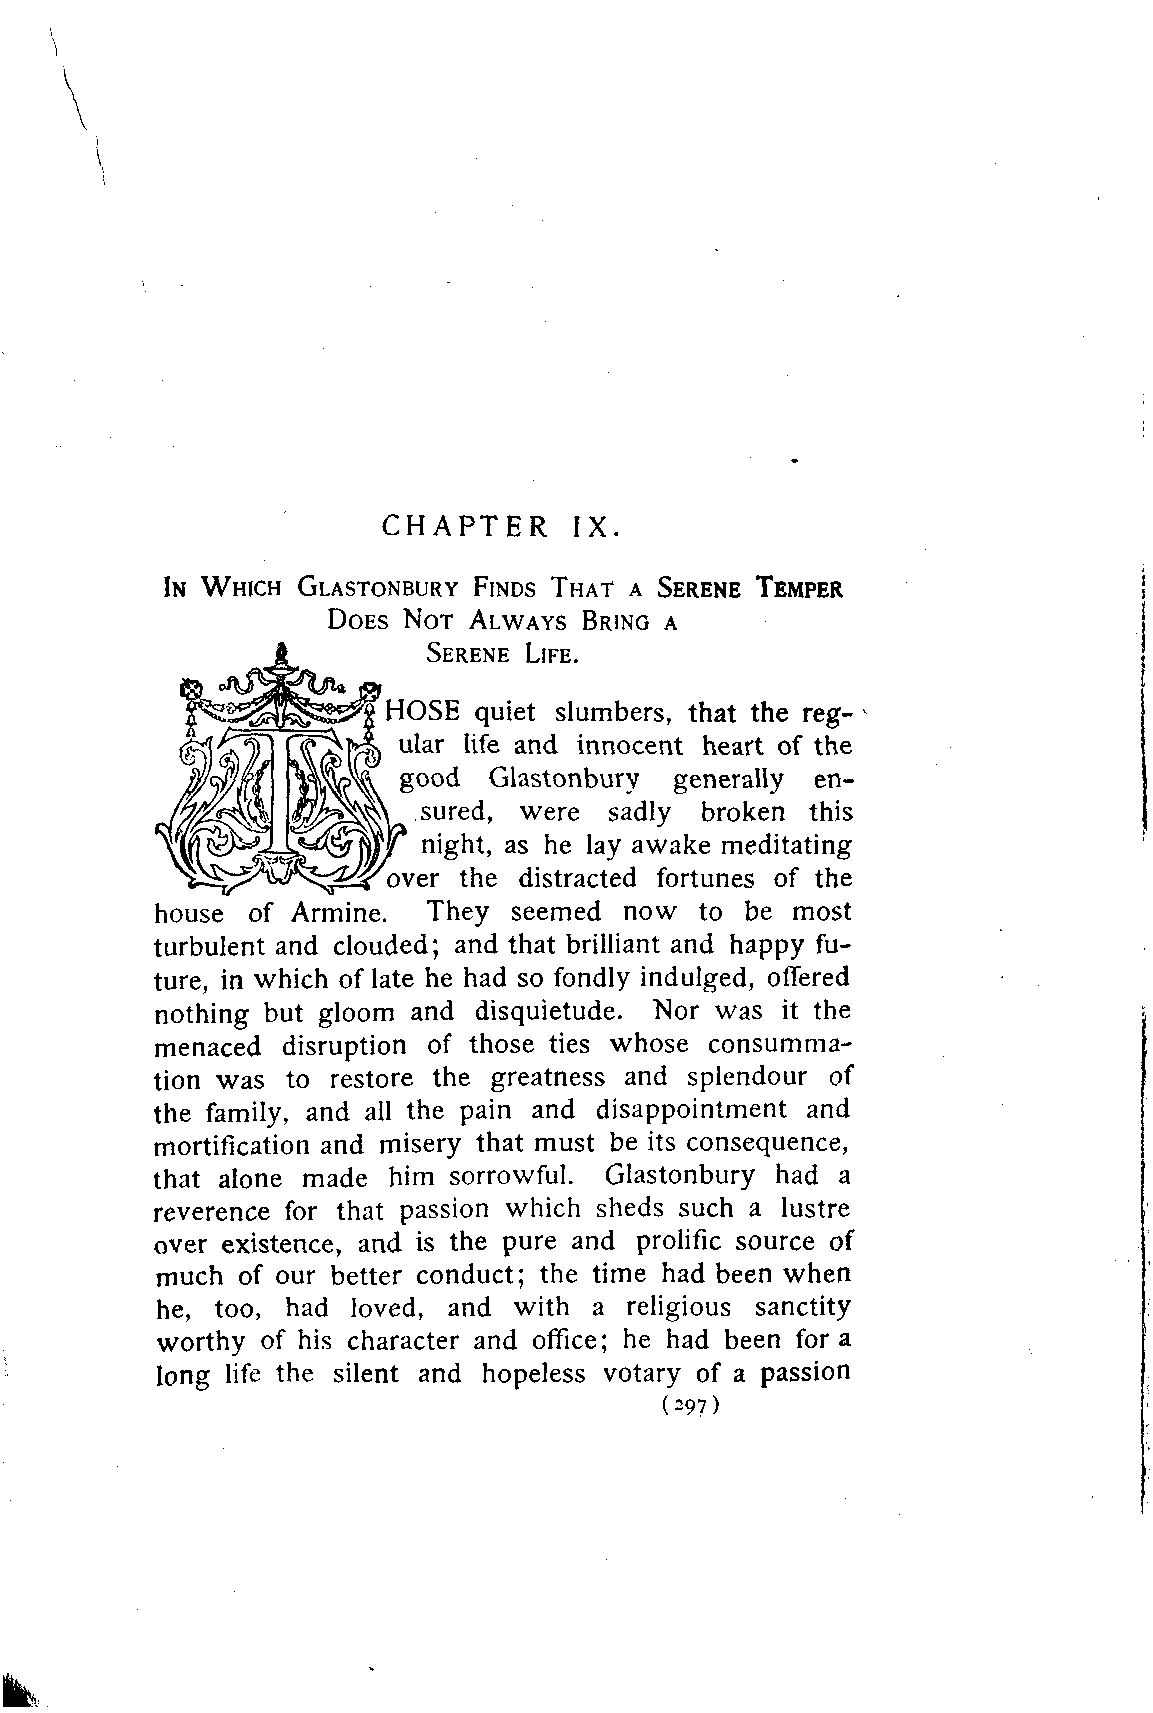 CHAPTER IX.
IN WHICH GLASTONBURY FINDS THAT A SERENE TEMPER
DOES NOT ALWAYS BRING A
SERENE LIFE.
THOSE quiet slumbers, that the reg-
ular life and innocent heart of the
good Glastonbury generally en-
sured, were sadly broken this
night, as he lay awake meditating
over the distracted fortunes of the
house of Armine. They seemed now to be most
turbulent and clouded; and that brilliant and happy fu-
ture, in which of late he had so fondly indulged, offered
nothing but gloom and disquietude. Nor was it the
menaced disruption of those ties whose consumma-
tion was to restore the greatness and splendour of
the family, and all the pain and disappointment and
mortification and misery that must be its consequence,
that alone made him sorrowful. Glastonbury had a
reverence for that passion which sheds such a lustre
over existence, and is the pure and prolific source of
much of our better conduct; the time had been when
he, too, had loved, and with a religious sanctity
worthy of his character and office; he had been for a
long life the silent and hopeless votary of a passion
(297)